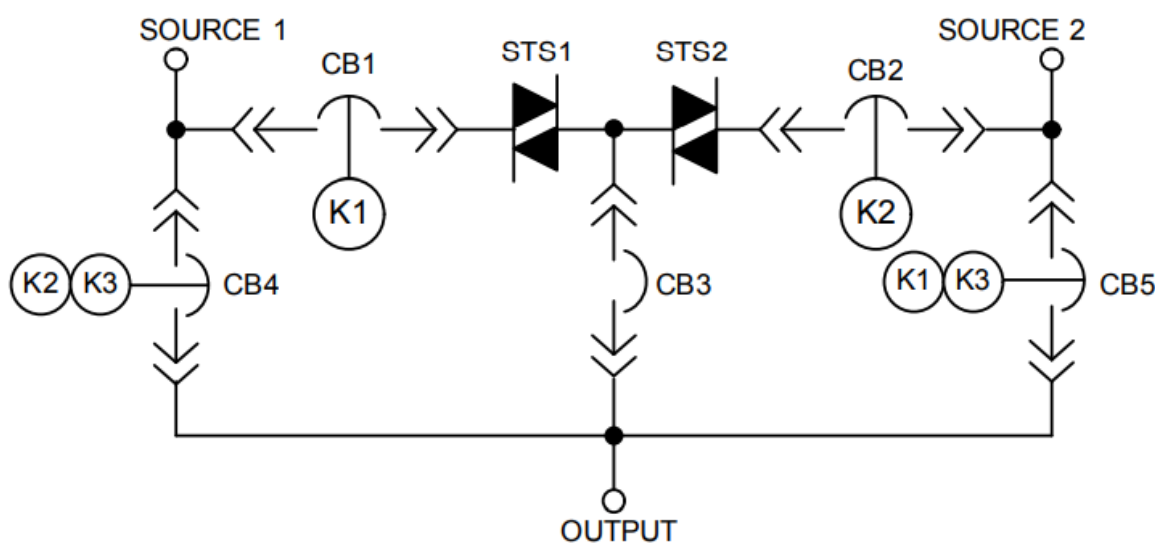 SOURCE 1
SOURCE 2
STS1
STS2
CB1
CB2
K1
K2
K2
K3
CB4
CB3
K1
K3
CB5
OUTPUT